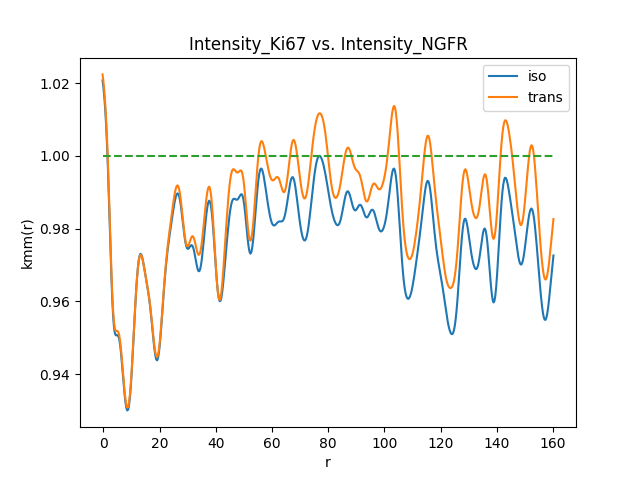 Intensity_Ki67 vs. Intensity_NGFR
iso
trans
1.02
1.00
0.98
0.96
0.94
kmm(r)
0 20 40 60 80 100 120 140 160
r